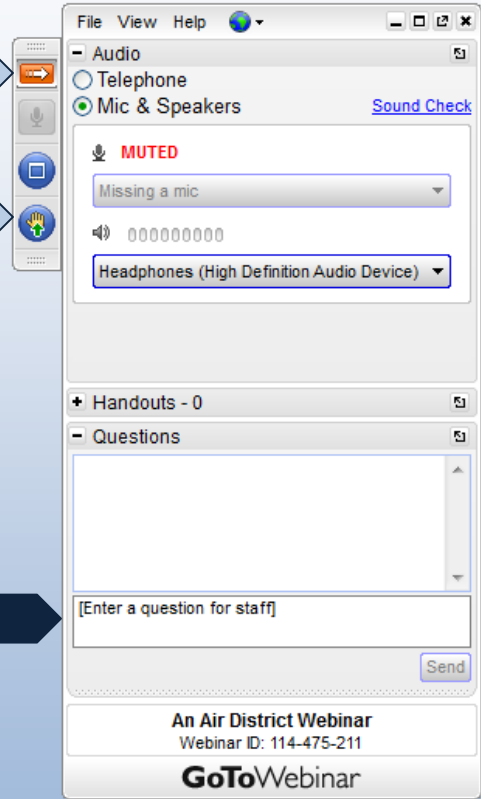 File View Help
Audio
Telephone
Mic & Speakers Sound Check
MUTED
Missing a mic
000000000
Headphones (High Definition Audio Device)
Handouts - 0
Questions
[Enter a question for staff]
Send
An Air District Webinar
Webinar ID: 114-475-211
GoToWebinar